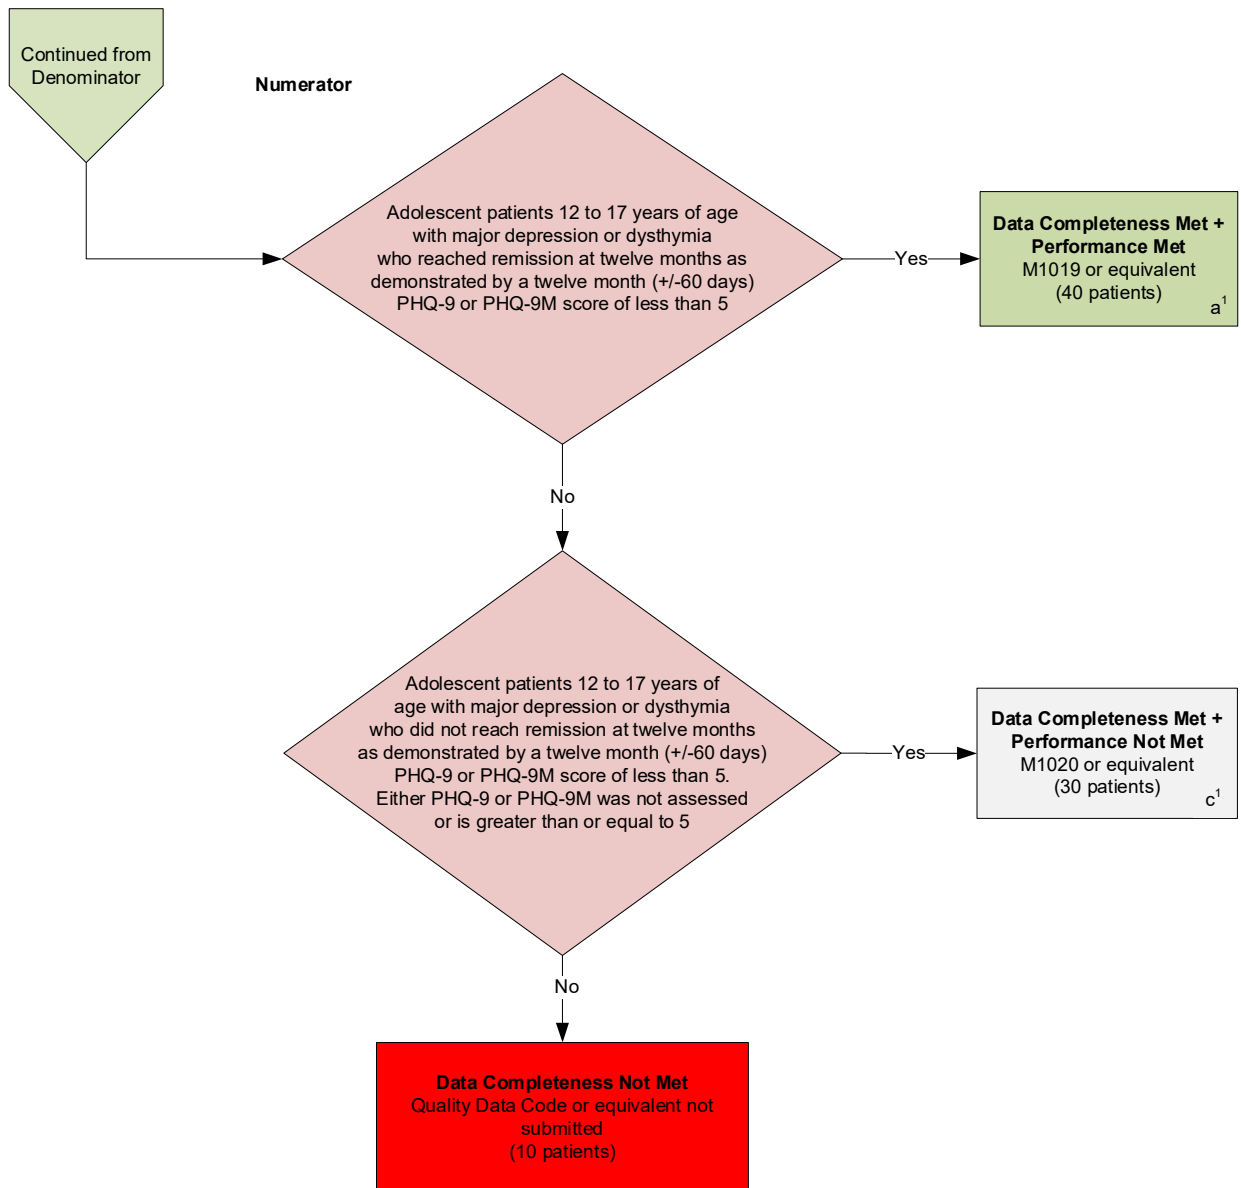 Continued from
Denominator
Numerator
Adolescent patients 12 to 17 years of age
with major depression or dysthymia
who reached remission at twelve months as
demonstrated by a twelve month (+/-60 days)
PHQ-9 or PHQ-9M score of less than 5
Yes
Data Completeness Met +
Performance Met
M1019 or equivalent
(40 patients)
a¹
No
Adolescent patients 12 to 17 years of
age with major depression or dysthymia
who did not reach remission at twelve months
as demonstrated by a twelve month (+/-60 days)
PHQ-9 or PHQ-9M score of less than 5.
Either PHQ-9 or PHQ-9M was not assessed
or is greater than or equal to 5
Yes
Data Completeness Met +
Performance Not Met
M1020 or equivalent
(30 patients)
c¹
No
Data Completeness Not Met
Quality Data Code or equivalent not
submitted
(10 patients)